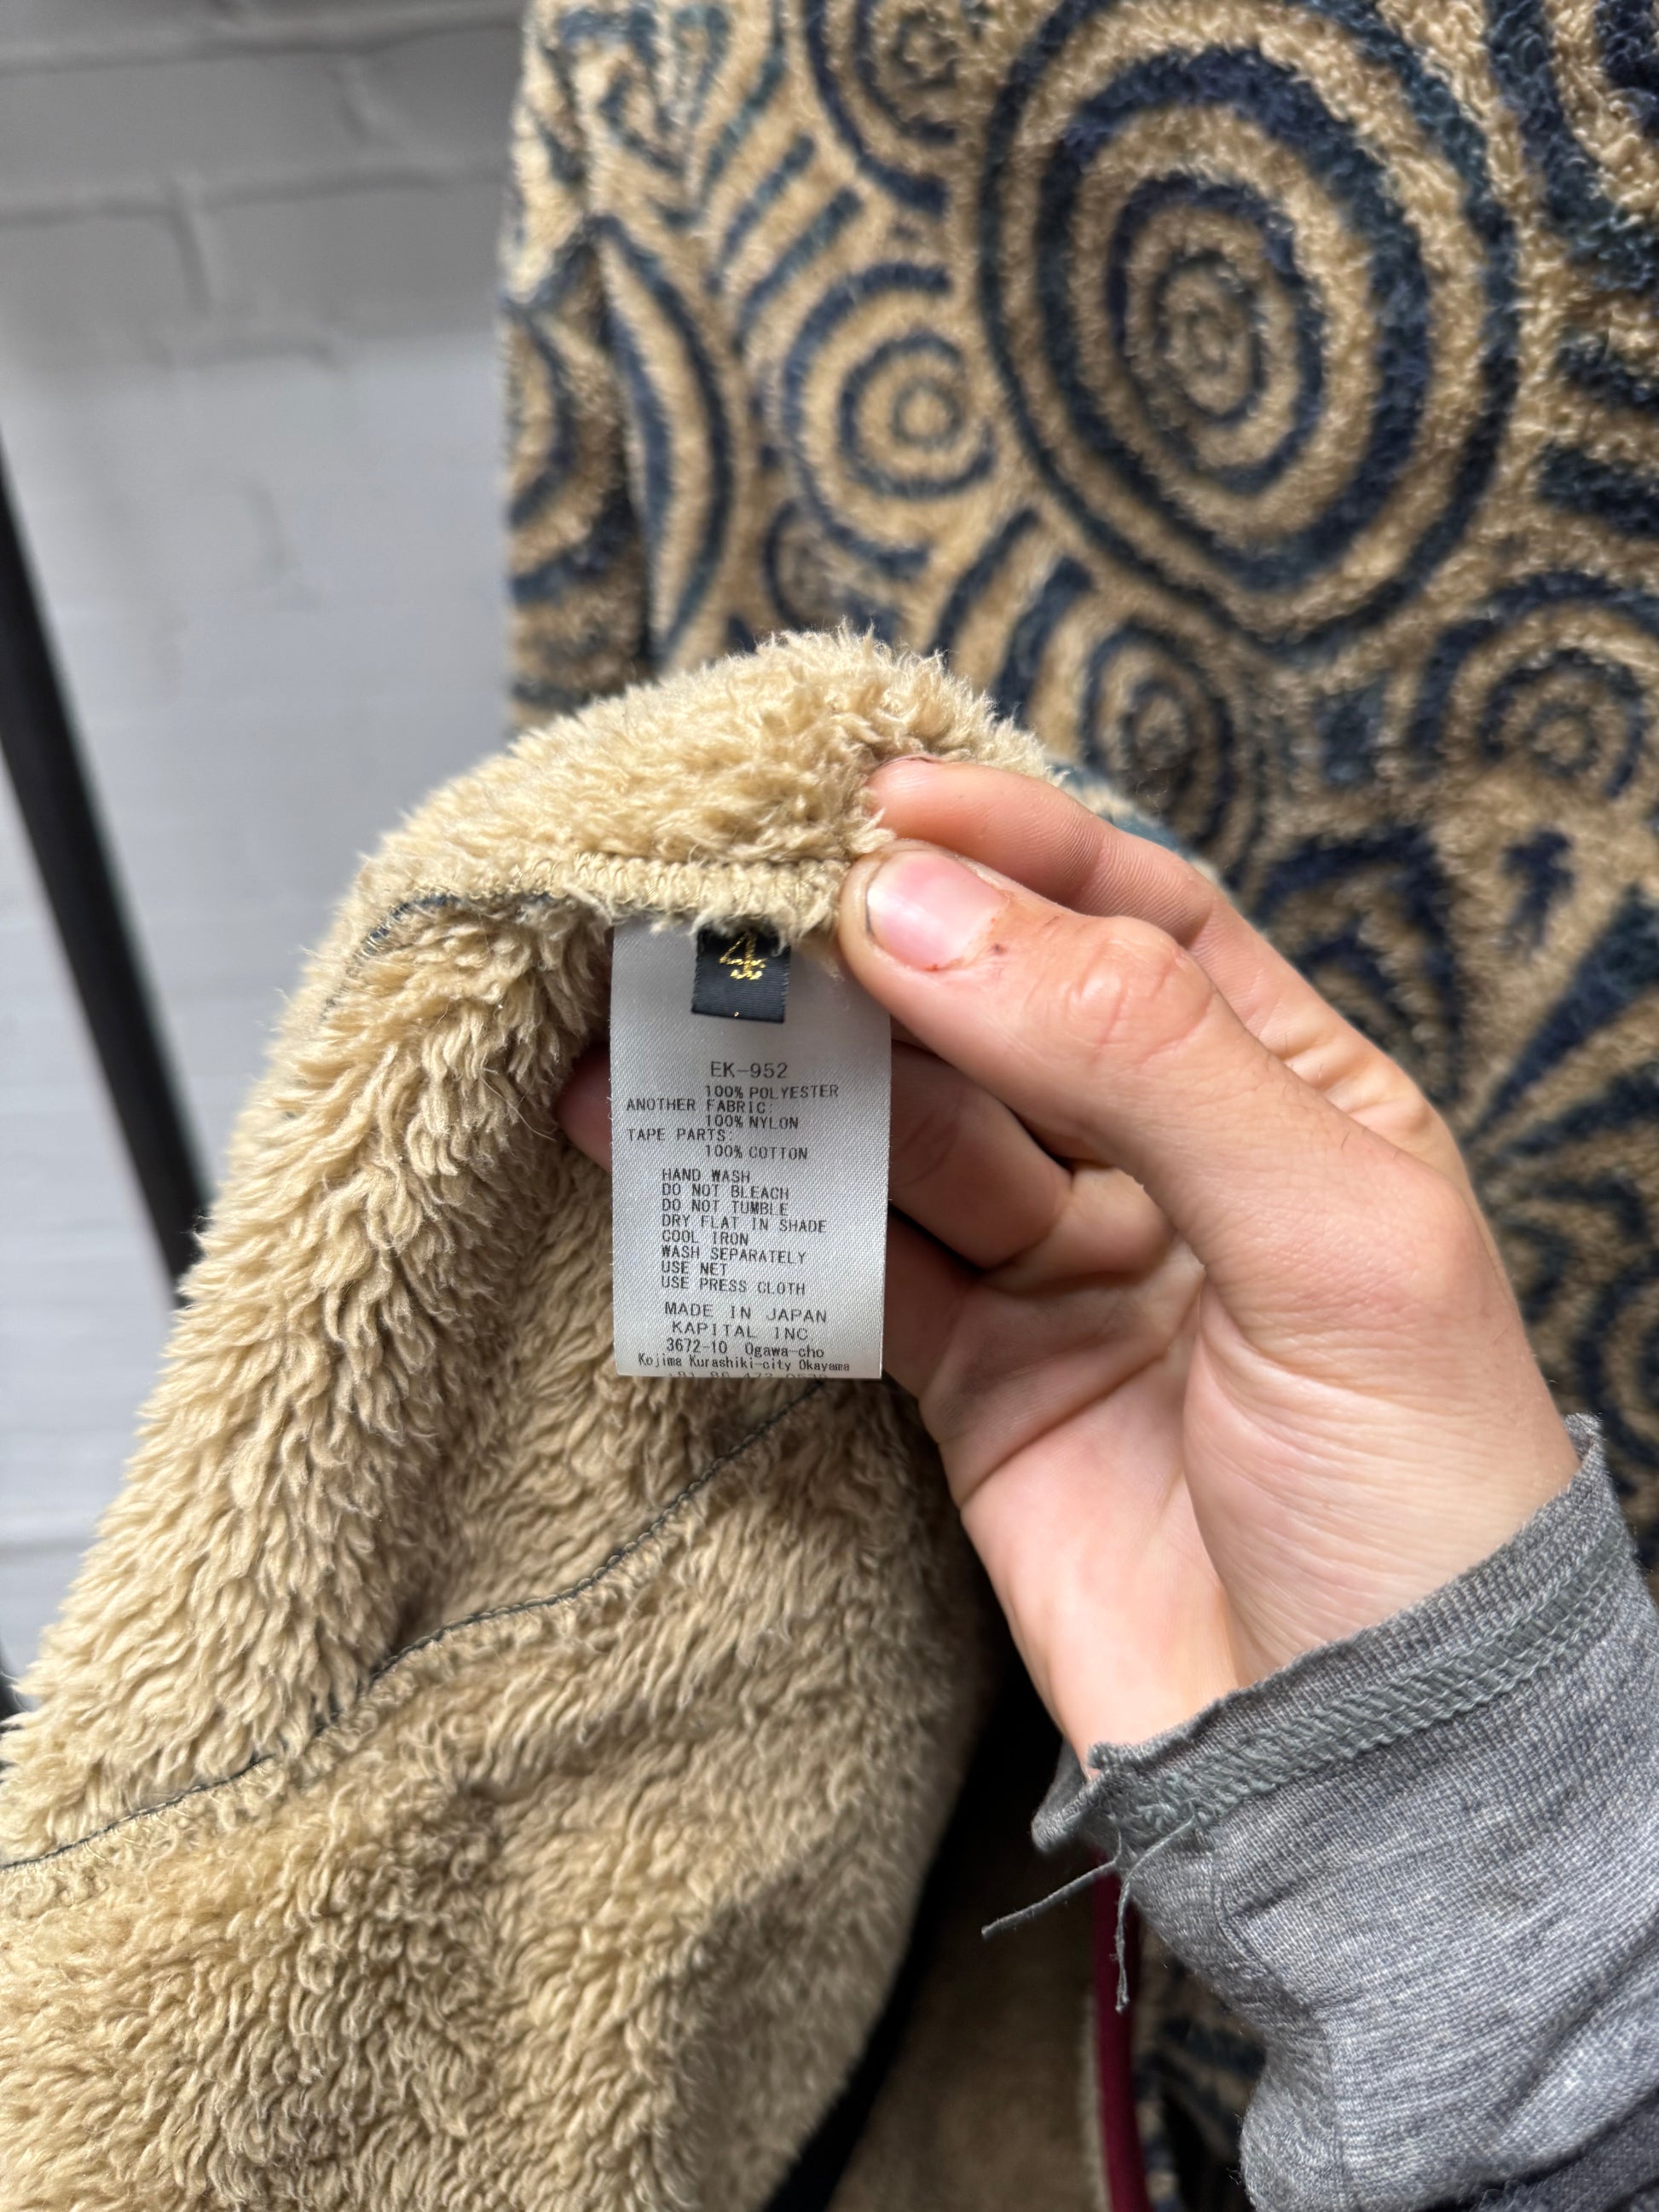 4
EK-952
100% POLYESTER
ANOTHER FABRIC:
100% NYLON
TAPE PARTS
100% COTTON
HAND WASH
DO NOT BLEACH
DO NOT TUMBLE
DRY FLAT IN SHADE
COOL IRON
WASH SEPARATELY
USE NET
USE PRESS CLOTH
MADE IN JAPAN
KAPITAL INC.
3672-10 Ogawa-cho
Kojima Kurashiki-city Okayama